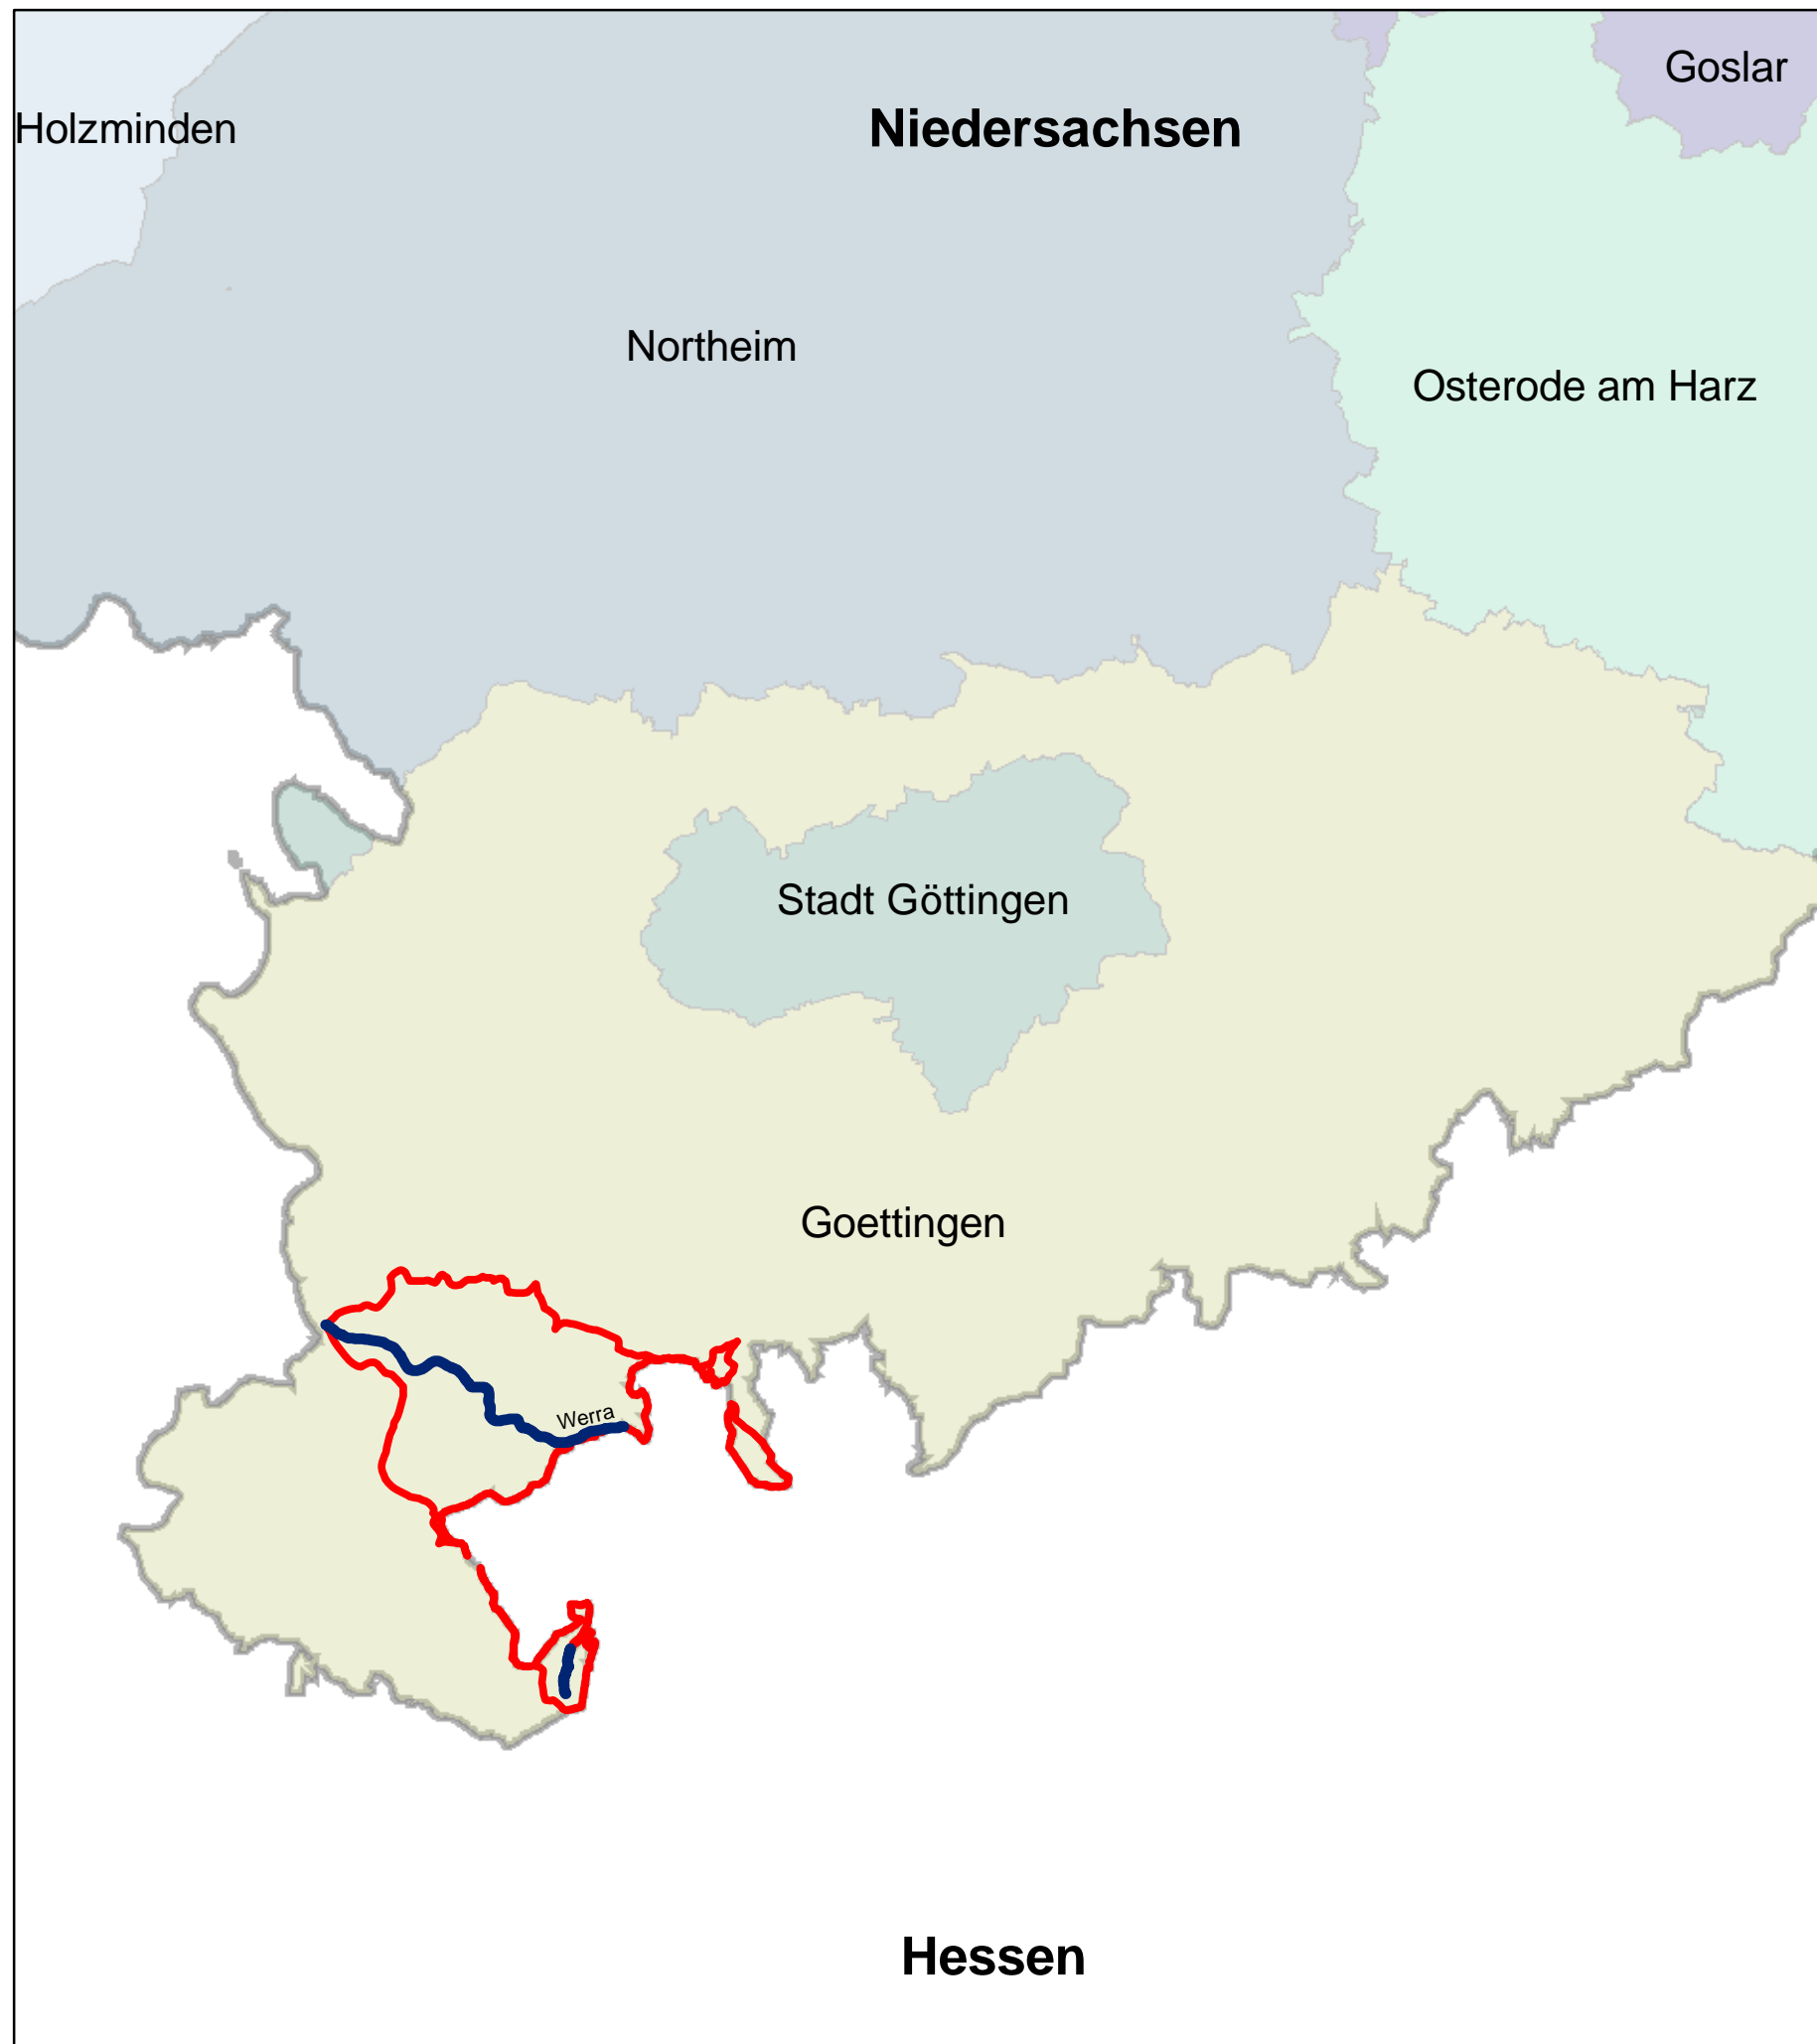 Goslar
Holzminden
Niedersachsen
Northeim
Osterode am Harz
Stadt Göttingen
Goettingen
Werra
Hessen